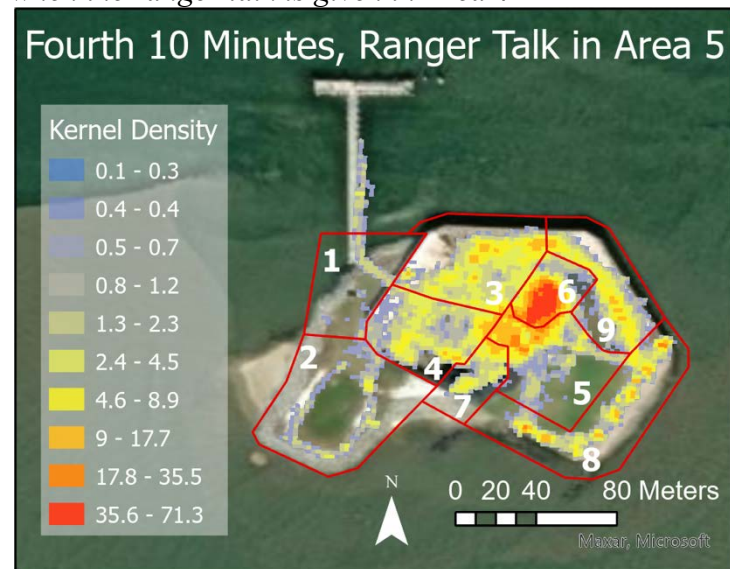 Fourth 10 Minutes, Ranger Talk in Area 5
Kernel Density
0.1 - 0.3
0.4 - 0.4
0.5 - 0.7
0.8 - 1.2
1.3 - 2.3
2.4 - 4.5
4.6 - 8.9
9 - 17.7
17.8 - 35.5
35.6 - 71.3
1
2
3
6
9
4
5
7
8
N
0 20 40 80 Meters
Maxar, Microsoft